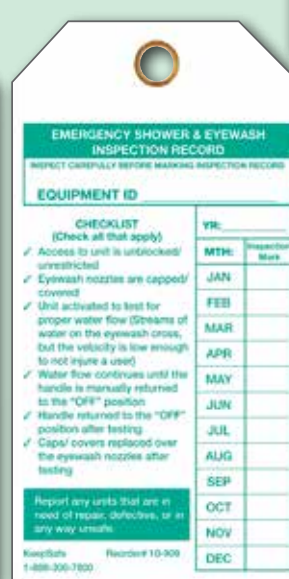 EMERGENCY SHOWER & EYEWASH
INSPECTION RECORD
INSPECT CAREFULLY BEFORE MARKING INSPECTION RECORD
EQUIPMENT ID
CHECKLIST
(Check all that apply)
✓ Access to unit is unblocked/
unrestricted
✓ Eyewash nozzles are capped/
covered
✓ Unit activated to test for
proper water flow (Streams of
water on the eyewash cross,
but the velocity is low enough
to not injure a user)
✓ Water flow continues until the
handle is manually returned
to the "OFF" position
✓ Handle returned to the "OFF"
position after testing
✓ Caps/ covers replaced over
the eyewash nozzles after
testing
Report any units that are in
need of repair, defective, or in
any way unsafe
KeepSafe Reorder# 10-909
YR:
MTH: Inspection
Mark
JAN
FEB
MAR
APR
MAY
JUN
JUL
AUG
SEP
OCT
NOV
DEC